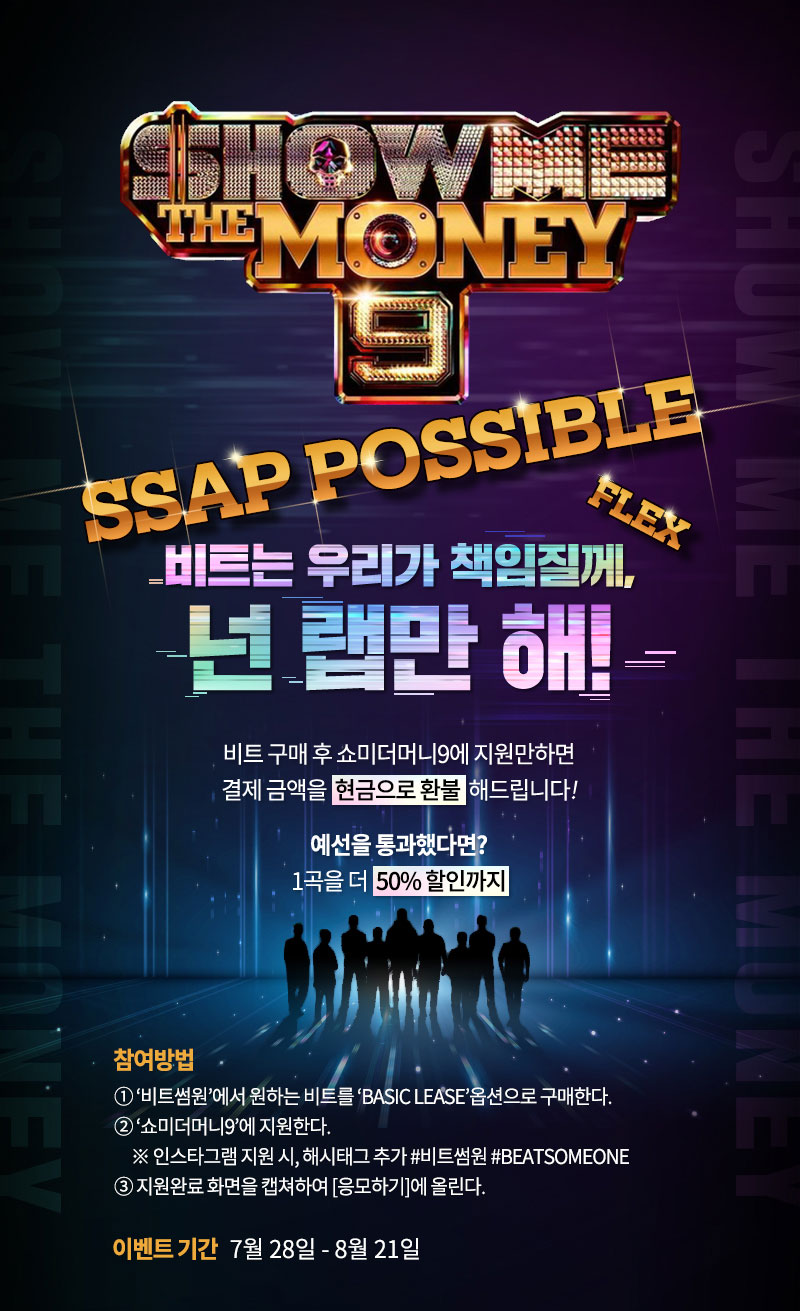 SHOW ME
THE MONEY
9
SSAP POSSIBLE
FLEX
비트는 우리가 책임질께,
넌 랩만 해!
비트 구매 후 쇼미더머니9에 지원만하면
결제 금액을 현금으로 환불 해드립니다!
예선을 통과했다면?
1곡을 더 50% 할인까지
참여방법
① ‘비트썸원’에서 원하는 비트를 ‘BASIC LEASE’옵션으로 구매한다.
② ‘쇼미더머니9’에 지원한다.
※ 인스타그램 지원 시, 해시태그 추가 #비트썸원 #BEATSOMEONE
③ 지원완료 화면을 캡쳐하여 [응모하기]에 올린다.
이벤트 기간 7월 28일 - 8월 21일
SHOW ME THE MONEY
SHOW ME THE MONEY